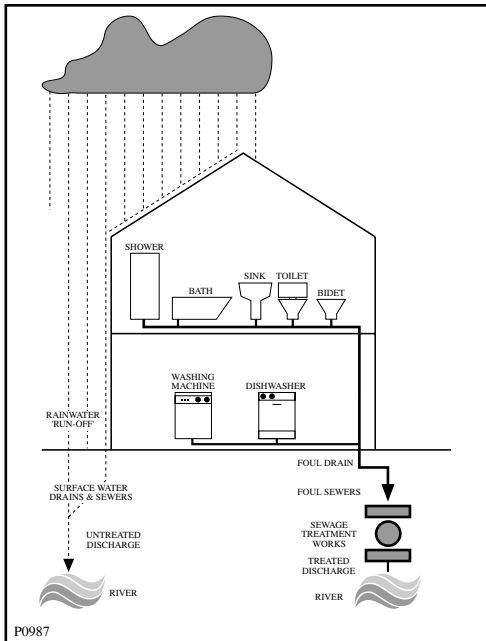 SHOWER
BATH
SINK
TOILET
BIDET
WASHING
MACHINE
DISHWASHER
RAINWATER
'RUN-OFF'
FOUL DRAIN
SURFACE WATER
DRAINS & SEWERS
FOUL SEWERS
UNTREATED
DISCHARGE
SEWAGE
TREATMENT
WORKS
TREATED
DISCHARGE
RIVER
RIVER
P0987